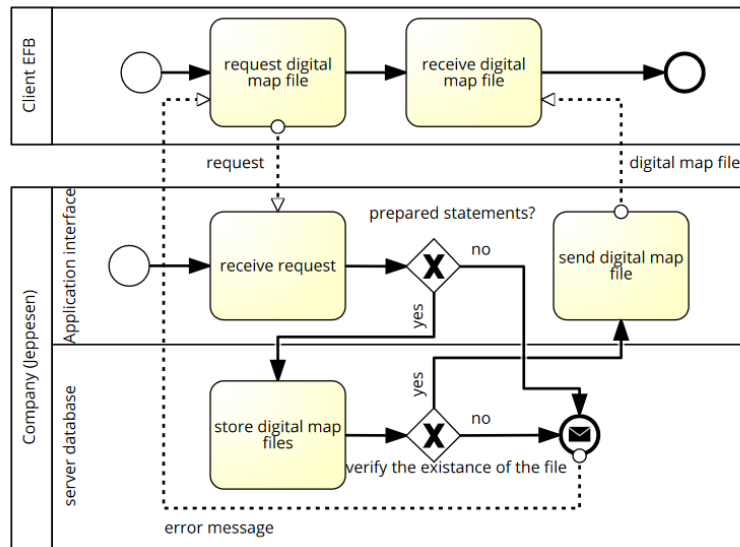 Client EFB
request digital
map file
receive digital
map file
request
digital map file
Company (Jeppesen)
Application interface
receive request
prepared statements?
no
yes
send digital map
file
server database
store digital map
files
yes
no
verify the existance of the file
error message